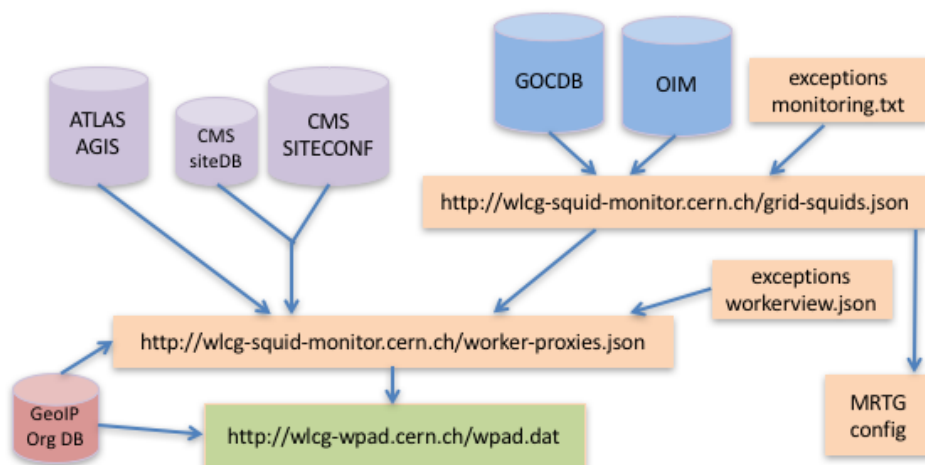 GOCDB
OIM
exceptions
monitoring.txt
ATLAS
AGIS
CMS
siteDB
CMS
SITECONF
http://wlcg-squid-monitor.cern.ch/grid-squids.json
exceptions
workerview.json
http://wlcg-squid-monitor.cern.ch/worker-proxies.json
GeoIP
Org DB
http://wlcg-wpad.cern.ch/wpad.dat
MRTG
config